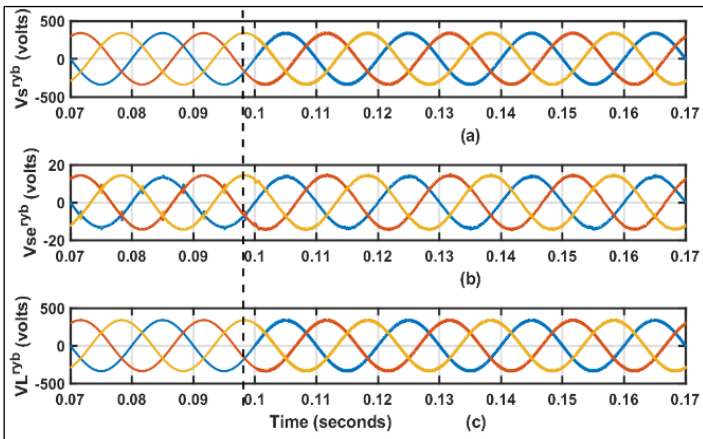 500
Vs^ryb (volts)
0
-500
0.07 0.08 0.09 0.1 0.11 0.12 0.13 0.14 0.15 0.16 0.17
(a)
20
Vse^ryb (volts)
0
-20
0.07 0.08 0.09 0.1 0.11 0.12 0.13 0.14 0.15 0.16 0.17
(b)
500
VL^ryb (volts)
0
-500
0.07 0.08 0.09 0.1 0.11 0.12 0.13 0.14 0.15 0.16 0.17
Time (seconds) (c)